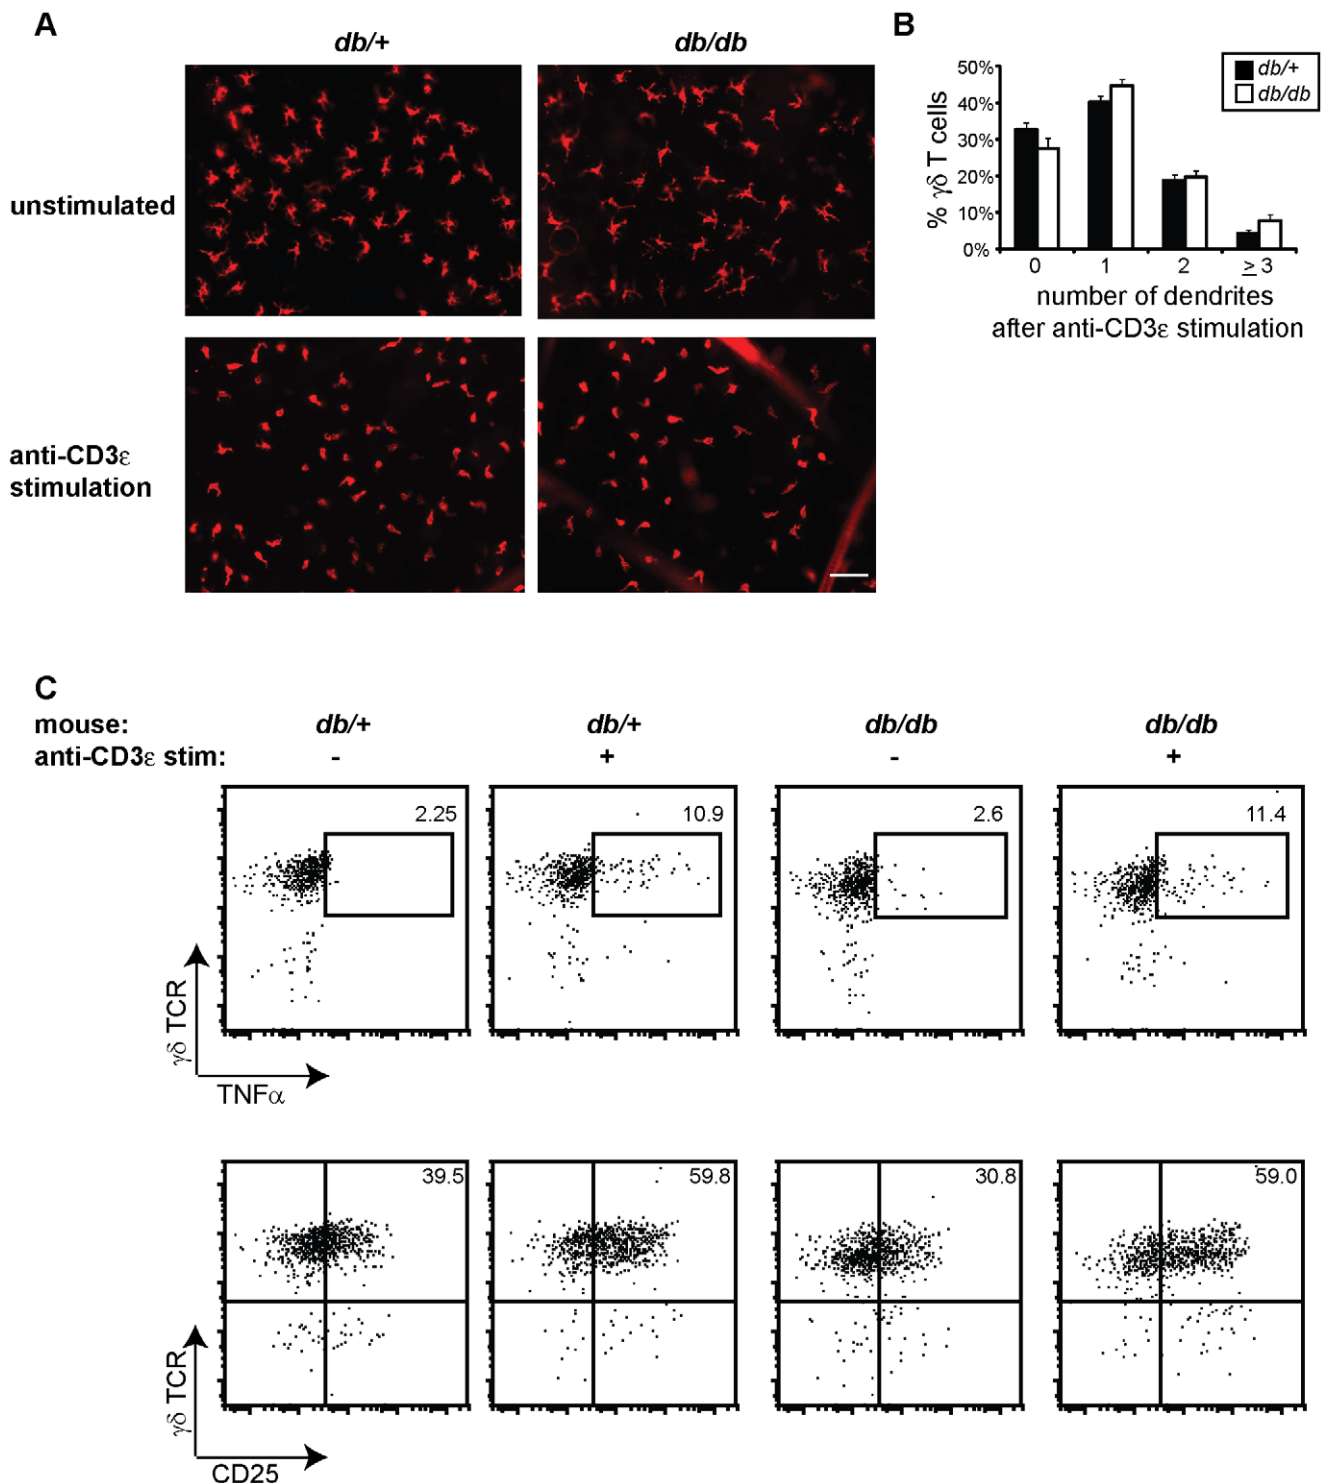 A
db/+
db/db
unstimulated
anti-CD3ε
stimulation
B
50%
40%
30%
20%
10%
0%
% γδ T cells
db/+
db/db
0
1
2
≥ 3
number of dendrites
after anti-CD3ε stimulation
C
mouse:
db/+
db/+
db/db
db/db
anti-CD3ε stim:
-
+
-
+
2.25
10.9
2.6
11.4
γδ TCR
TNFα
39.5
59.8
30.8
59.0
γδ TCR
CD25